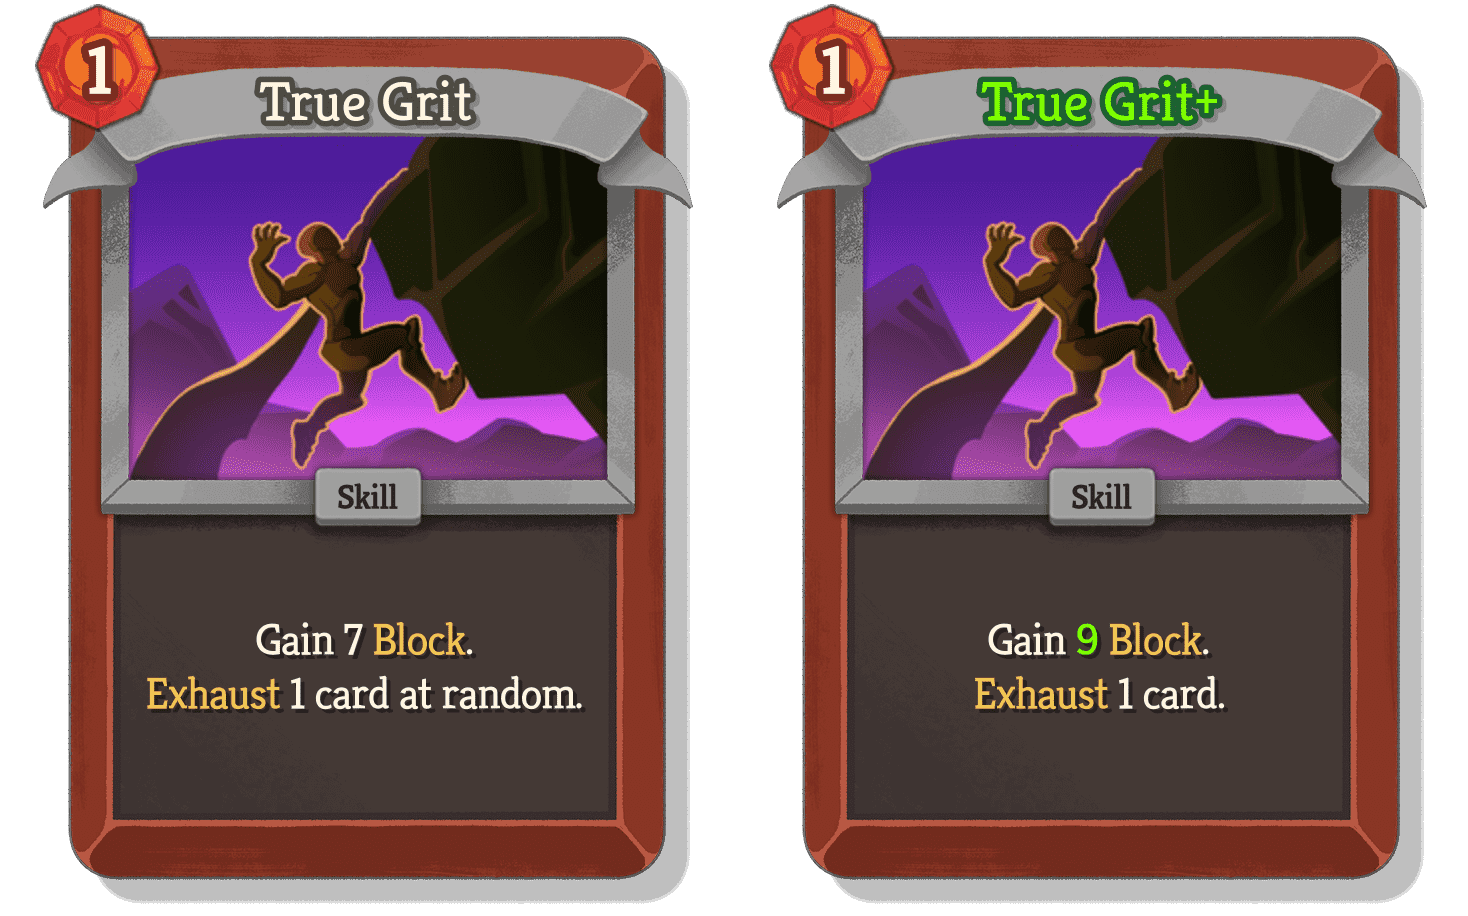 1
True Grit
Skill
Gain 7 Block.
Exhaust 1 card at random.
1
True Grit+
Skill
Gain 9 Block.
Exhaust 1 card.